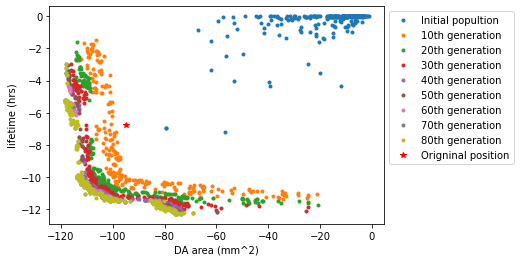 0
−2
−4
−6
−8
−10
−12
lifetime (hrs)
−120
−100
−80
−60
−40
−20
0
DA area (mm^2)
Initial popultion
10th generation
20th generation
30th generation
40th generation
50th generation
60th generation
70th generation
80th generation
Origninal position